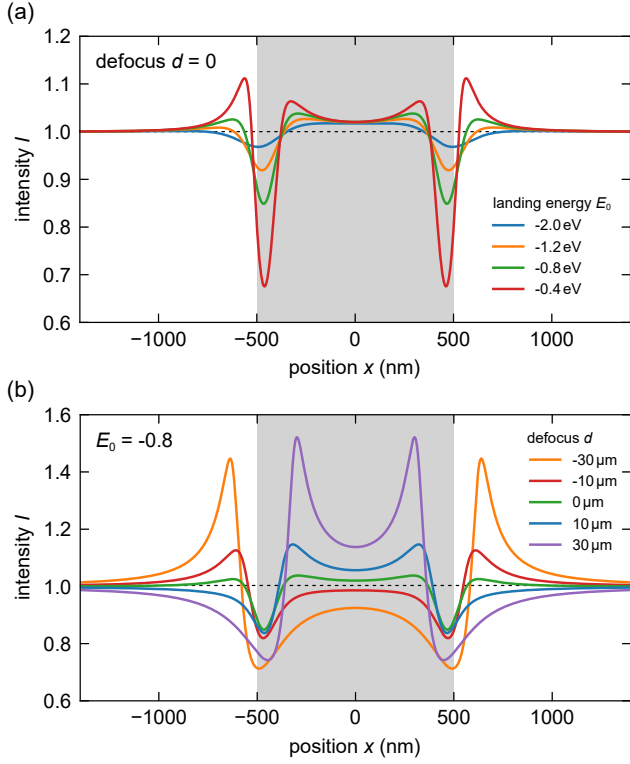 (a)
defocus d = 0
intensity I
1.2
1.1
1.0
0.9
0.8
0.7
0.6
landing energy E0
-2.0 eV
-1.2 eV
-0.8 eV
-0.4 eV
−1000 −500 0 500 1000
position x (nm)
(b)
E0 = -0.8
intensity I
1.6
1.4
1.2
1.0
0.8
0.6
defocus d
-30 µm
-10 µm
0 µm
10 µm
30 µm
−1000 −500 0 500 1000
position x (nm)